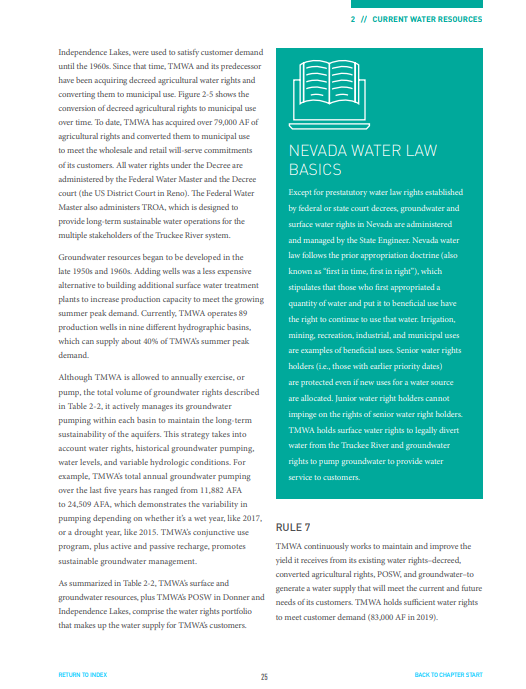 2 // CURRENT WATER RESOURCES
Independence Lakes, were used to satisfy customer demand
until the 1960s. Since that time, TMWA and its predecessor
have been acquiring decreed agricultural water rights and
converting them to municipal use. Figure 2-5 shows the
conversion of decreed agricultural rights to municipal use
over time. To date, TMWA has acquired over 79,000 AF of
agricultural rights and converted them to municipal use
to meet the wholesale and retail will-serve commitments
of its customers. All water rights under the Decree are
administered by the Federal Water Master and the Decree
court (the US District Court in Reno). The Federal Water
Master also administers TROA, which is designed to
provide long-term sustainable water operations for the
multiple stakeholders of the Truckee River system.
Groundwater resources began to be developed in the
late 1950s and 1960s. Adding wells was a less expensive
alternative to building additional surface water treatment
plants to increase production capacity to meet the growing
summer peak demand. Currently, TMWA operates 89
production wells in nine different hydrographic basins,
which can supply about 40% of TMWA's summer peak
demand.
Although TMWA is allowed to annually exercise, or
pump, the total volume of groundwater rights described
in Table 2-2, it actively manages its groundwater
pumping within each basin to maintain the long-term
sustainability of the aquifers. This strategy takes into
account water rights, historical groundwater pumping,
water levels, and variable hydrologic conditions. For
example, TMWA's total annual groundwater pumping
over the last five years has ranged from 11,882 AFA
to 24,509 AFA, which demonstrates the variability in
pumping depending on whether it's a wet year, like 2017,
or a drought year, like 2015. TMWA's conjunctive use
program, plus active and passive recharge, promotes
sustainable groundwater management.
As summarized in Table 2-2, TMWA's surface and
groundwater resources, plus TMWA's POSW in Donner and
Independence Lakes, comprise the water rights portfolio
that makes up the water supply for TMWA's customers.
NEVADA WATER LAW
BASICS
Except for prestatutory water law rights established
by federal or state court decrees, groundwater and
surface water rights in Nevada are administered
and managed by the State Engineer. Nevada water
law follows the prior appropriation doctrine (also
known as "first in time, first in right"), which
stipulates that those who first appropriated a
quantity of water and put it to beneficial use have
the right to continue to use that water. Irrigation,
mining, recreation, industrial, and municipal uses
are examples of beneficial uses. Senior water rights
holders (i.e., those with earlier priority dates)
are protected even if new uses for a water source
are allocated. Junior water right holders cannot
impinge on the rights of senior water right holders.
TMWA holds surface water rights to legally divert
water from the Truckee River and groundwater
rights to pump groundwater to provide water
service to customers.
RULE 7
TMWA continuously works to maintain and improve the
yield it receives from its existing water rights–decreed,
converted agricultural rights, POSW, and groundwater–to
generate a water supply that will meet the current and future
needs of its customers. TMWA holds sufficient water rights
to meet customer demand (83,000 AF in 2019).
RETURN TO INDEX
25
BACK TO CHAPTER START